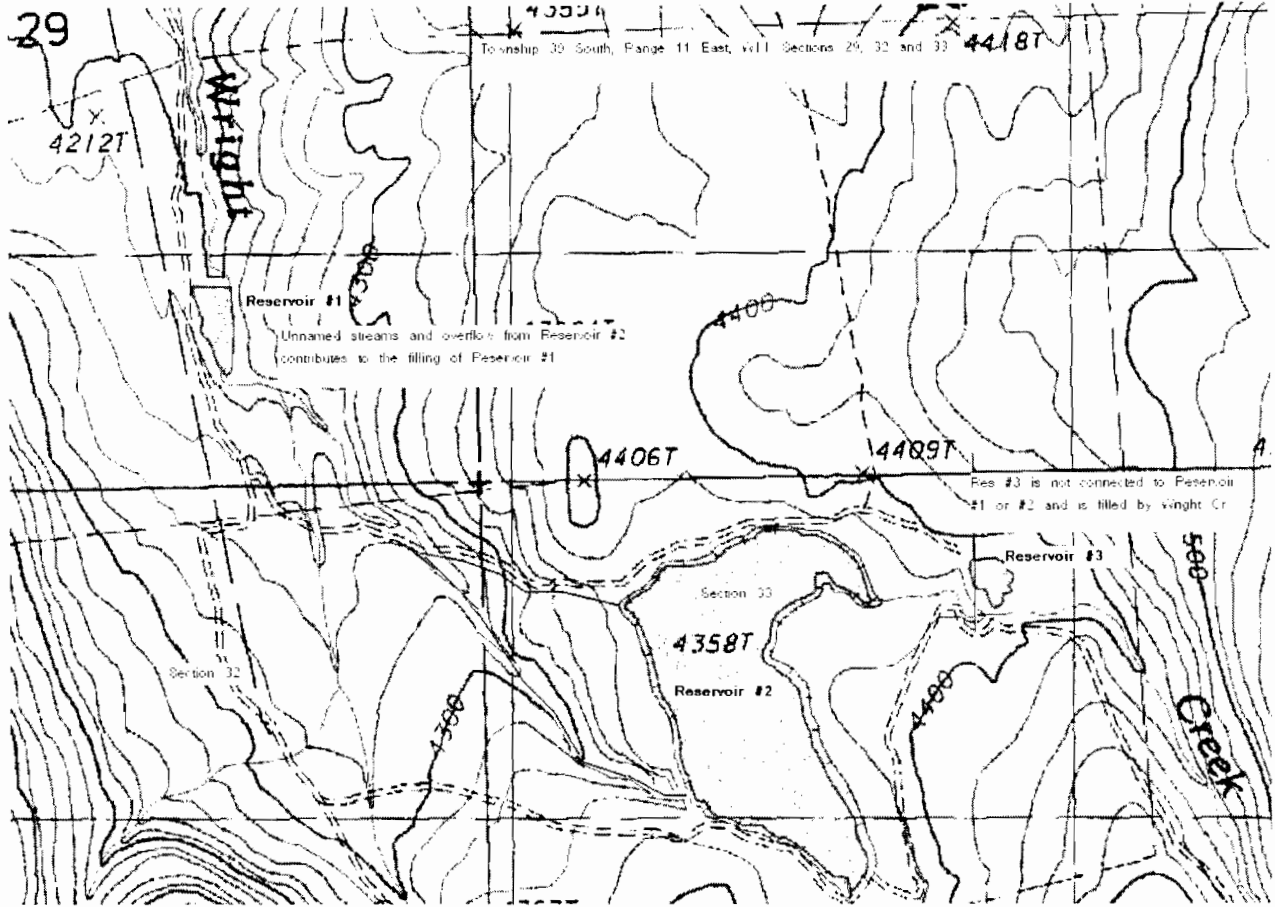 29
Township 39 South, Range 11 East, WM Sections 29, 32 and 33
4418T
4212T
Wright
4300
Reservoir #1
Unnamed streams and overflow from Reservoir #2
contributes to the filling of Reservoir #1
4400
4406T
4409T
Res #3 is not connected to Reservoir
#1 or #2 and is filled by Wright Cr
Reservoir #3
500
Section 33
4358T
Section 32
Reservoir #2
4300
4400
Creek